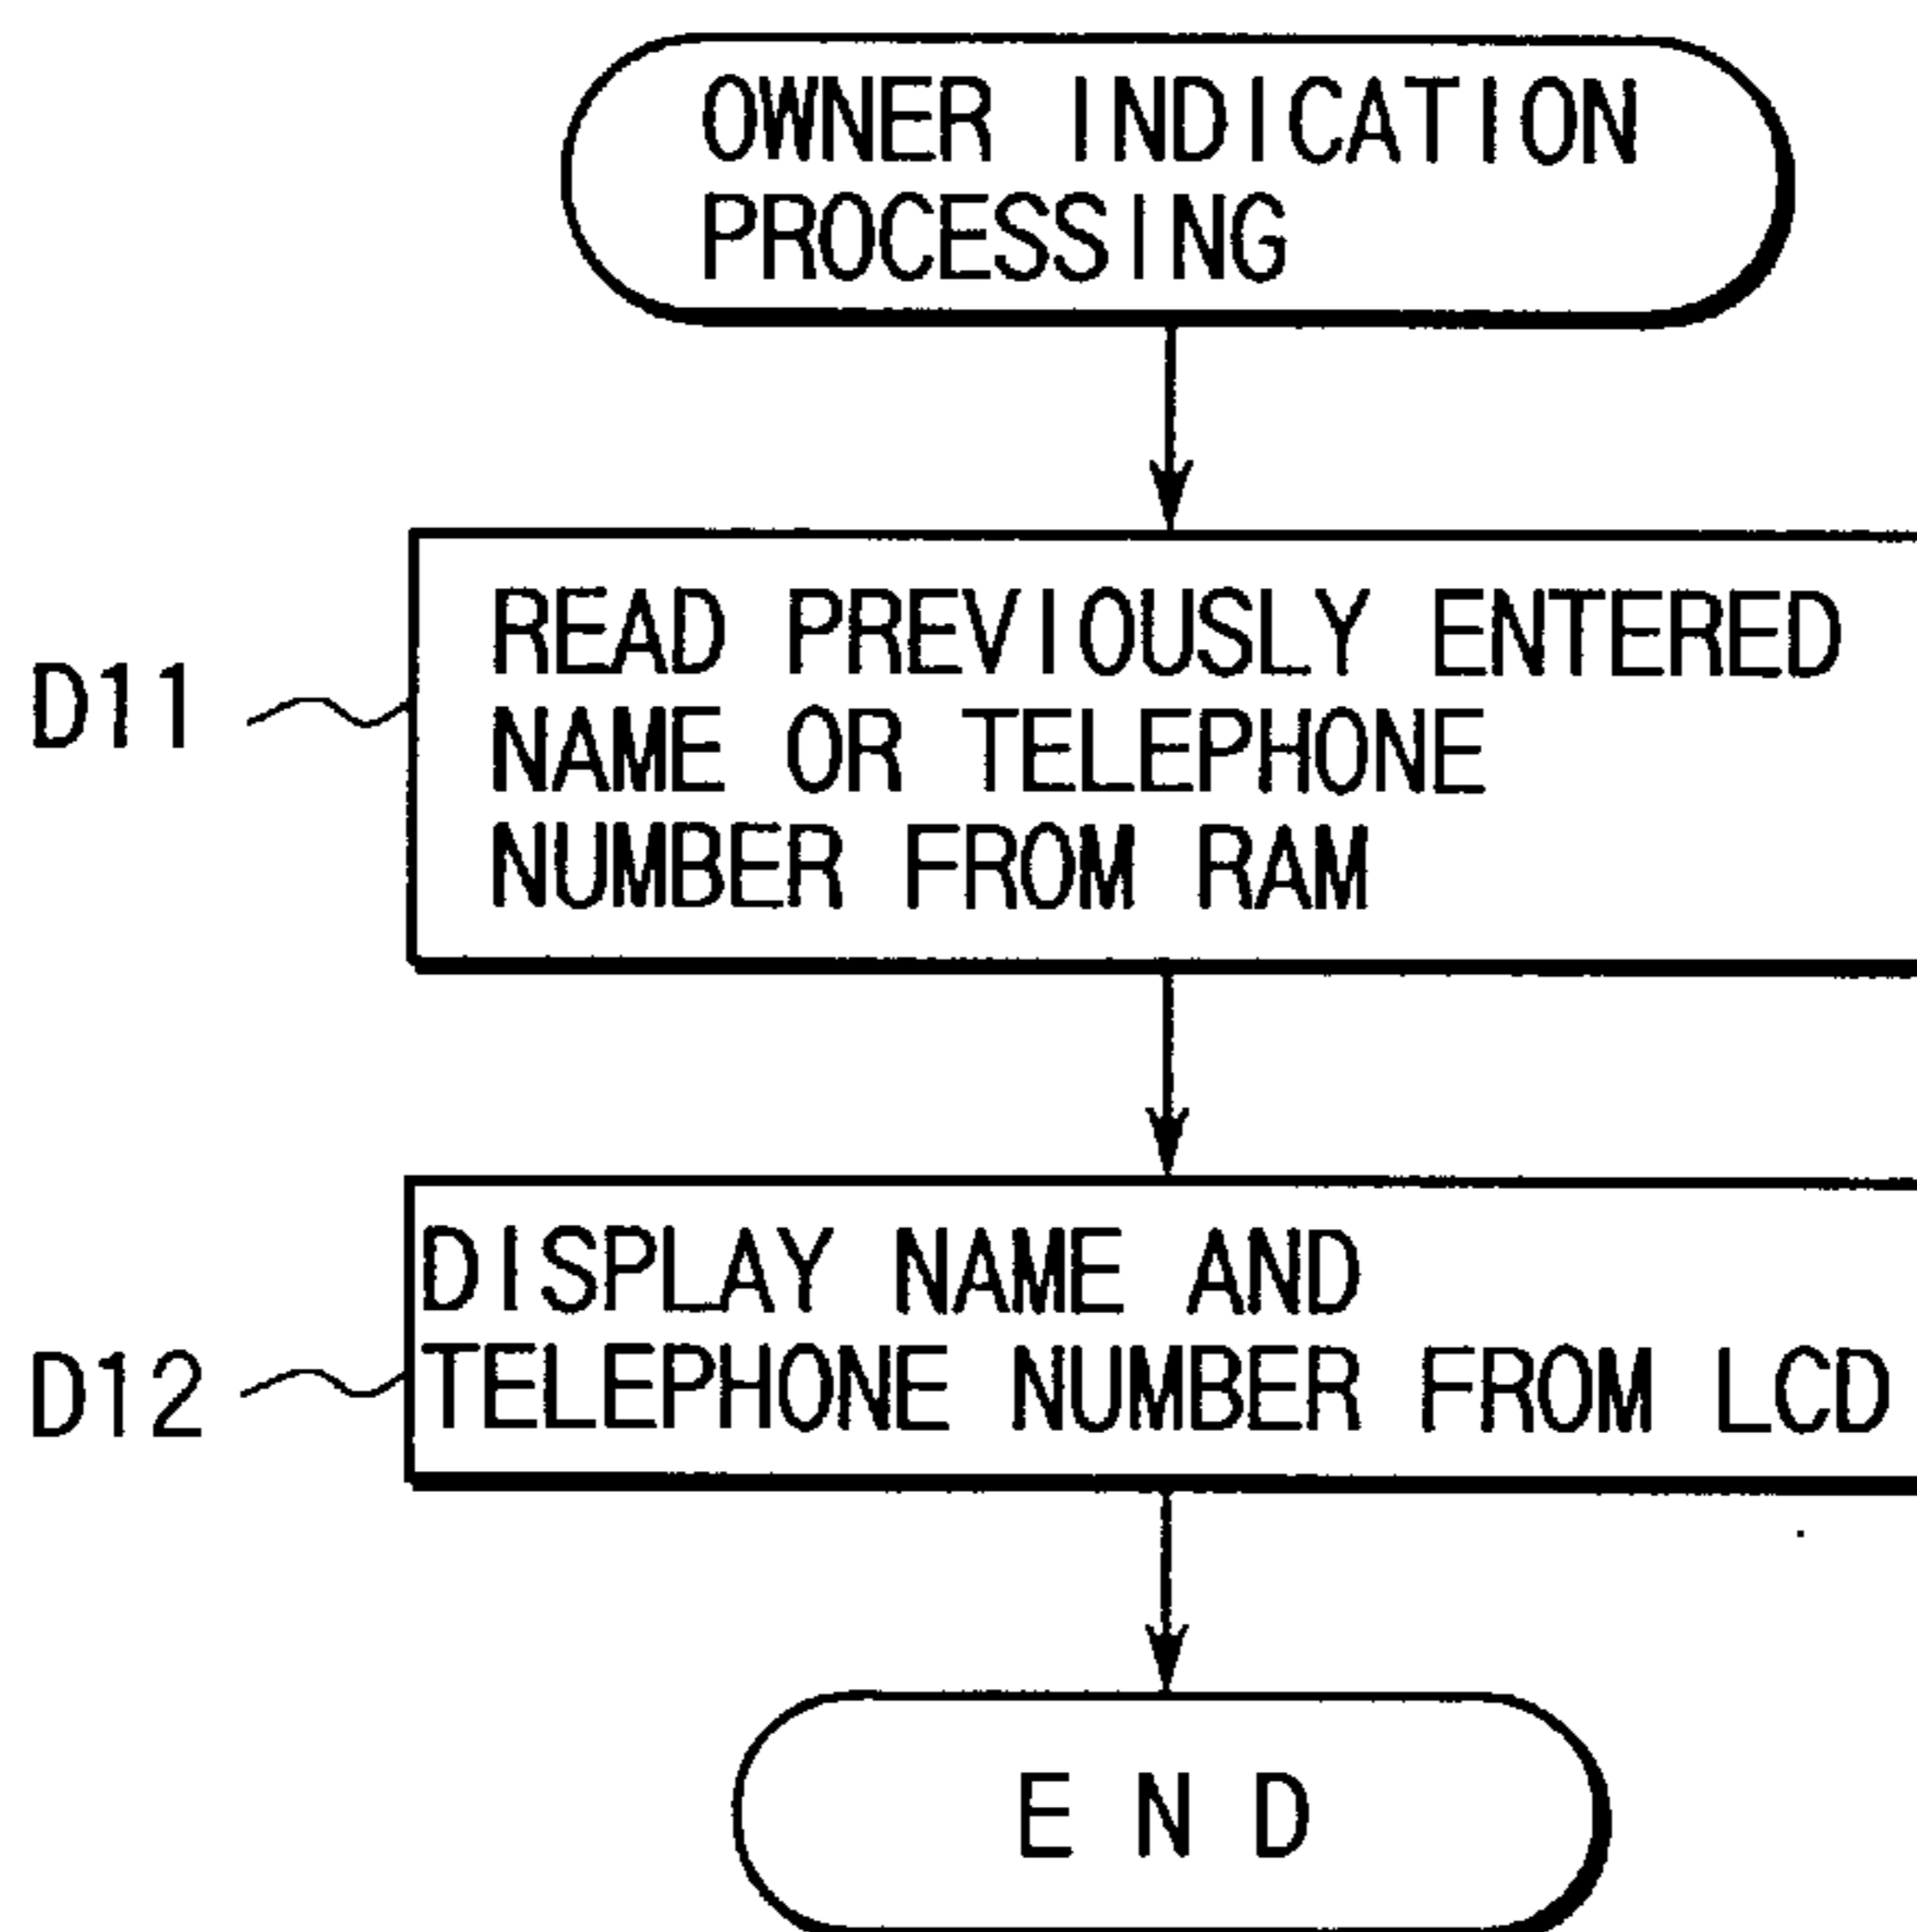 OWNER INDICATION
PROCESSING
D11
READ PREVIOUSLY ENTERED
NAME OR TELEPHONE
NUMBER FROM RAM
D12
DISPLAY NAME AND
TELEPHONE NUMBER FROM LCD
END